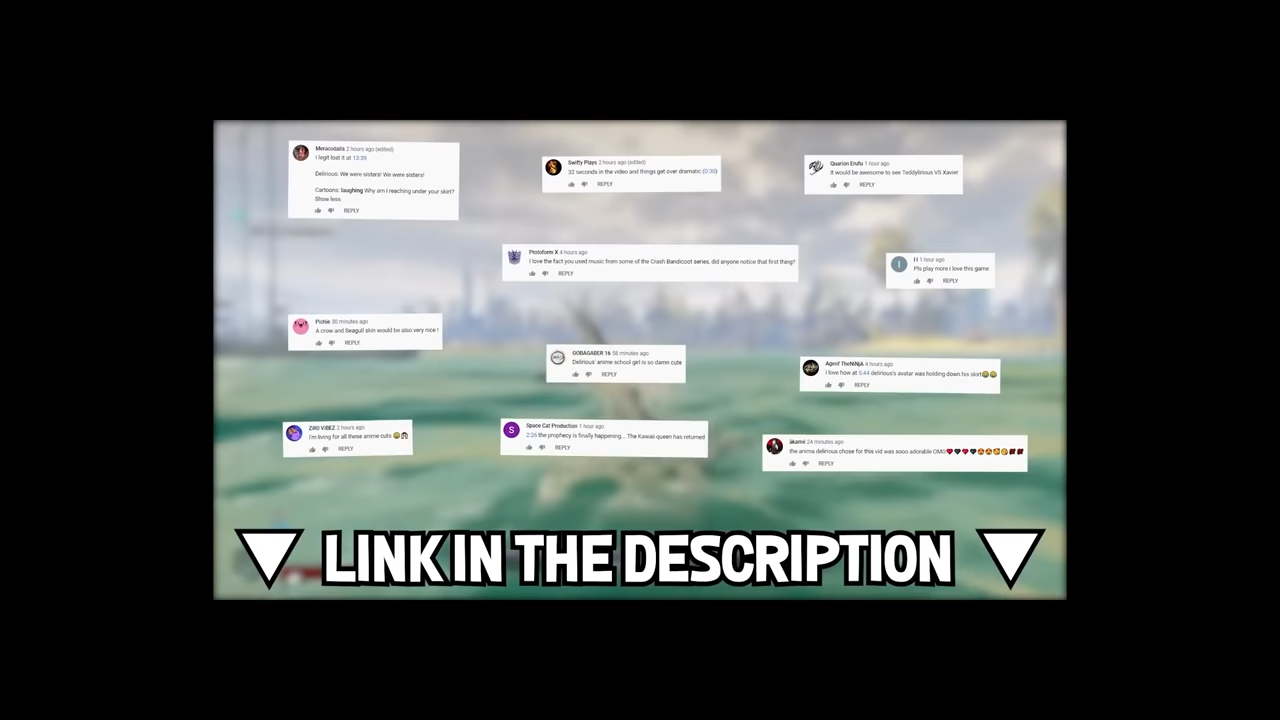 Meracodalis 2 hours ago (edited)
I legit lost it at 13:39
Delirious: We were sisters! We were sisters!
Cartoons: laughing Why am I reaching under your skirt?
Show less
REPLY
Swifty Plays 2 hours ago (edited)
32 seconds in the video and things get over dramatic (0:30)
REPLY
Quarion Erufu 1 hour ago
It would be awesome to see Teddylirious VS Xavier
REPLY
Protoform X 4 hours ago
I love the fact you used music from some of the Crash Bandicoot series, did anyone notice that first thing?
REPLY
I
I I 1 hour ago
Pls play more i love this game
REPLY
Pichie 30 minutes ago
A crow and Seagull skin would be also very nice !
REPLY
GOBAGABER 16 58 minutes ago
Delirious' anime school girl is so damn cute
REPLY
Ageof TheNiNjA 4 hours ago
I love how at 5:44 delirious's avatar was holding down his skirt😂😂
REPLY
ZiR0 ViBEZ 2 hours ago
I'm living for all these anime cuts
REPLY
S
Space Cat Production 1 hour ago
2:26 the prophecy is finally happening... The Kawaii queen has returned
REPLY
akamé 24 minutes ago
the anima delirious chose for this vid was sooo adorable OMG
REPLY
LINK IN THE DESCRIPTION